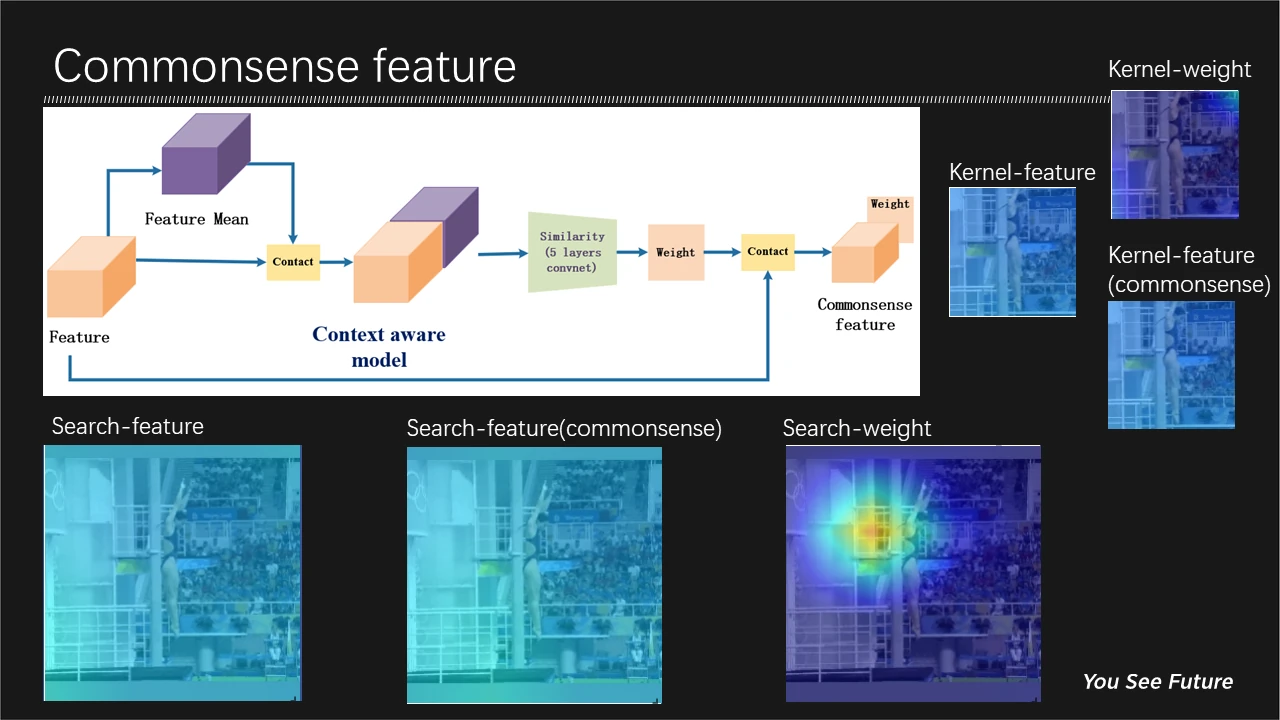 Commonsense feature
Kernel-weight
Kernel-feature
Feature Mean
Weight
Contact
Similarity
(5 layers
convnet)
Weight
Contact
Commonsense
feature
Feature
Context aware
model
Kernel-feature
(commonsense)
Search-feature
Search-feature(commonsense)
Search-weight
You See Future